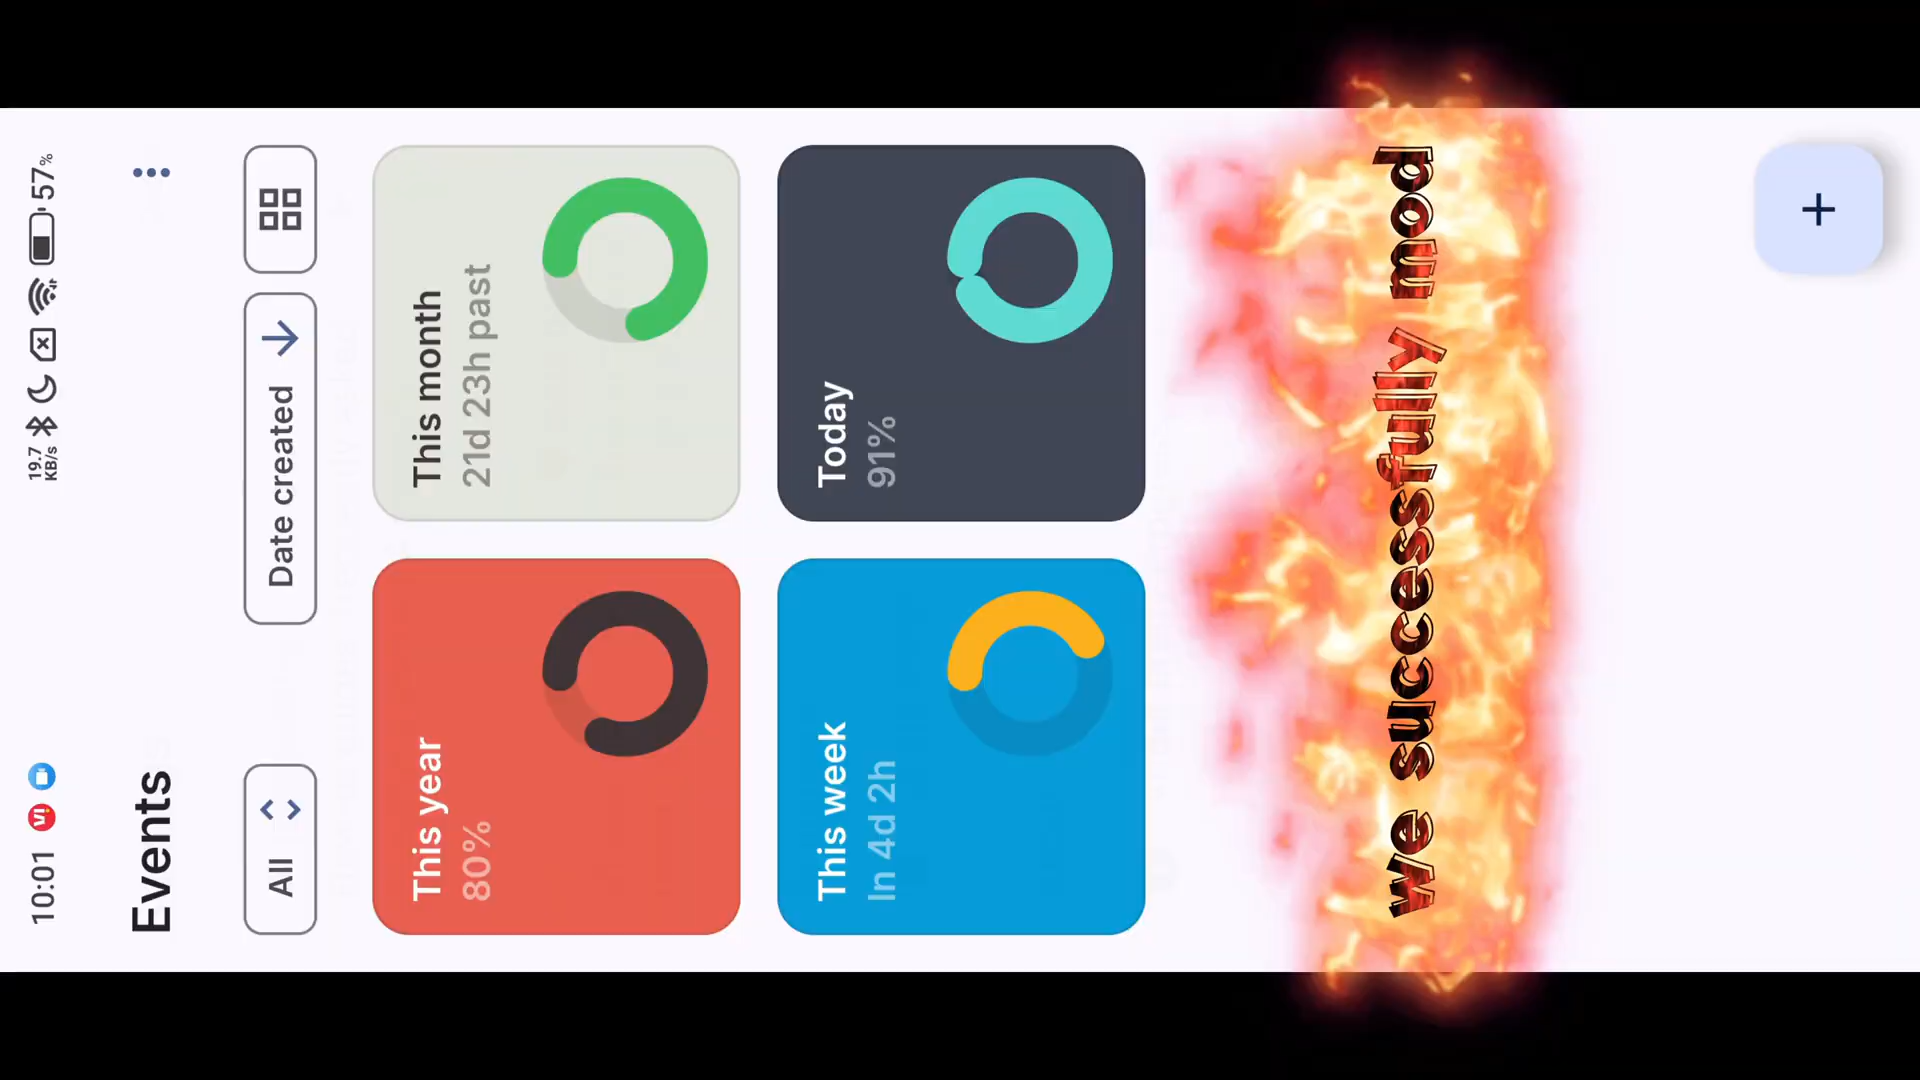 10:01
19.7 KB/s
57%
Events
All
Date created
This year
80%
This month
21d 23h past
This week
In 4d 2h
Today
91%
we successfully mod
+